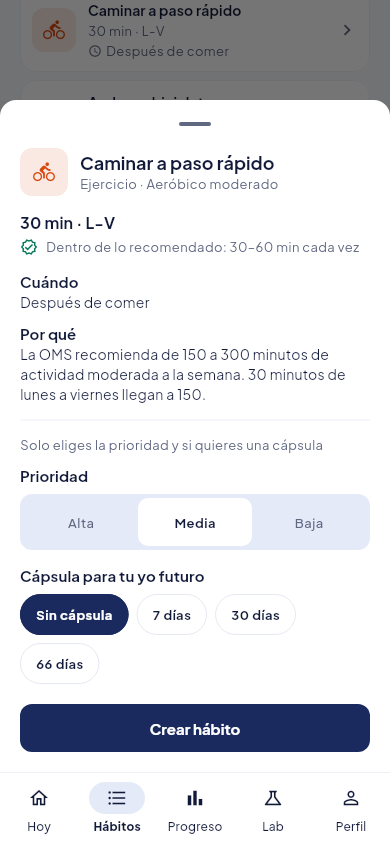 Caminar a paso rápido
30 min · L-V
Después de comer
Caminar a paso rápido
Ejercicio · Aeróbico moderado
30 min · L-V
Dentro de lo recomendado: 30–60 min cada vez
Cuándo
Después de comer
Por qué
La OMS recomienda de 150 a 300 minutos de
actividad moderada a la semana. 30 minutos de
lunes a viernes llegan a 150.
Solo eliges la prioridad y si quieres una cápsula
Prioridad
Alta
Media
Baja
Cápsula para tu yo futuro
Sin cápsula
7 días
30 días
66 días
Crear hábito
Hoy
Hábitos
Progreso
Lab
Perfil